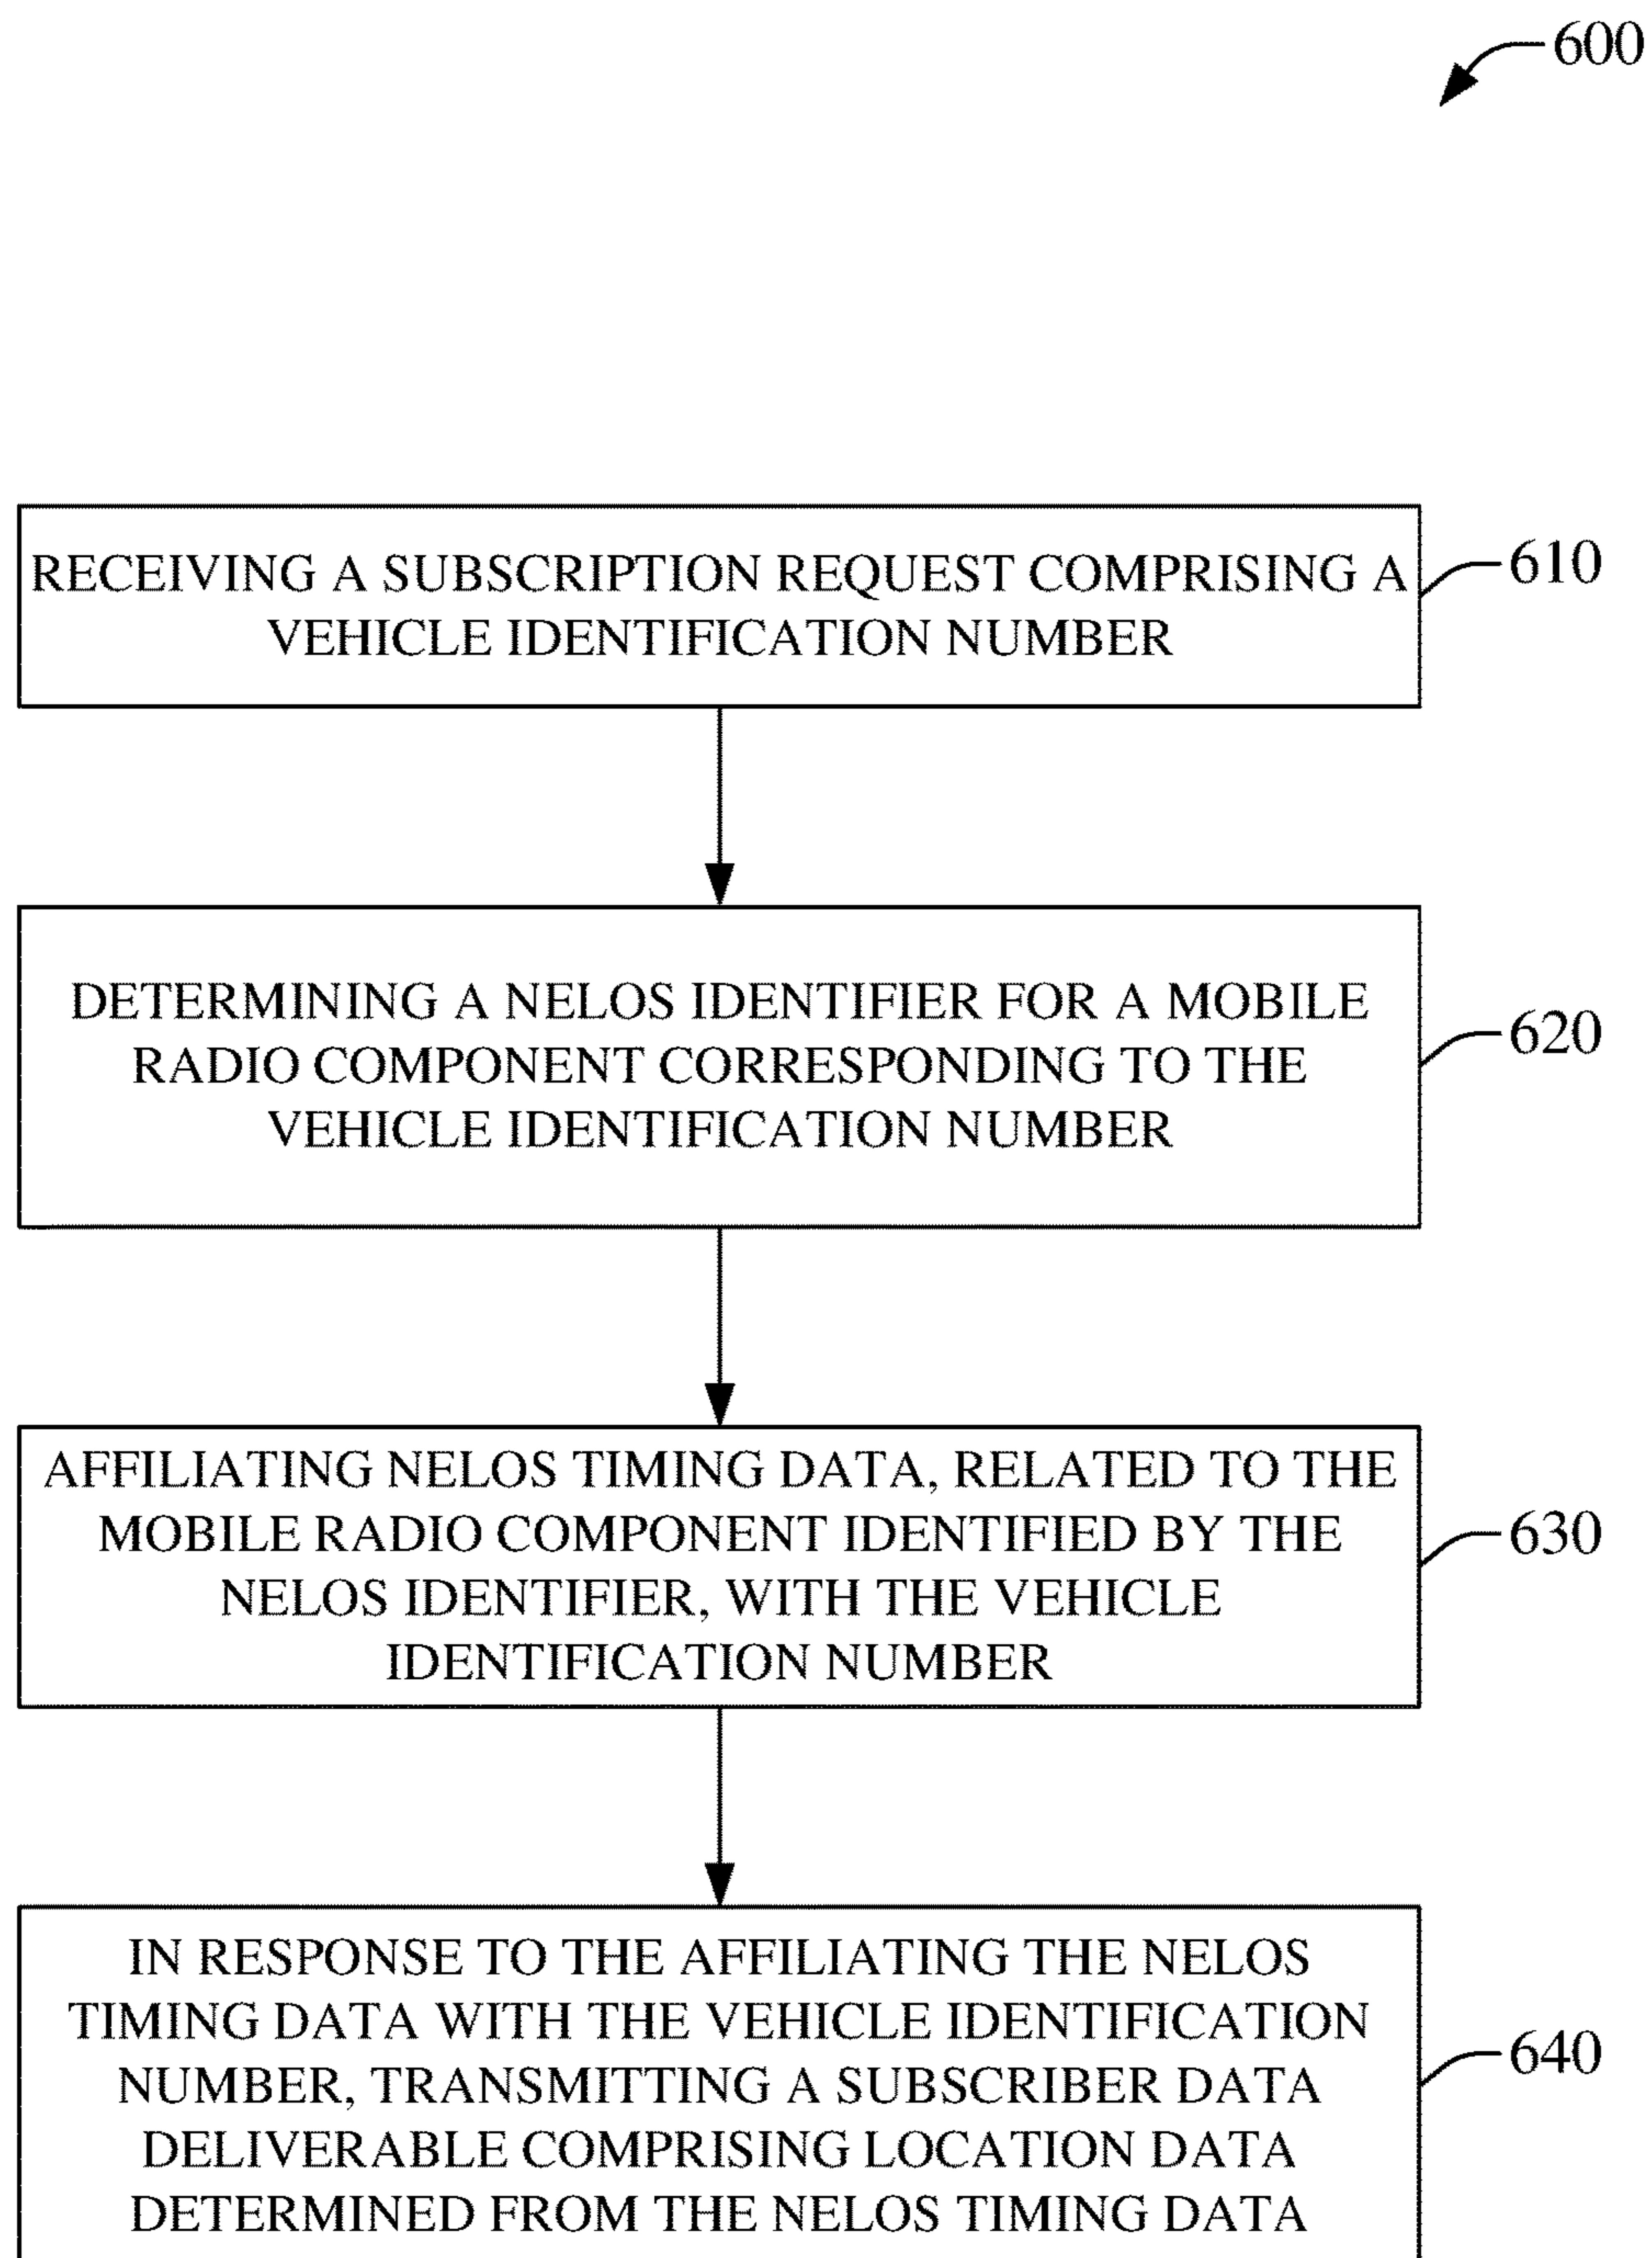 600
RECEIVING A SUBSCRIPTION REQUEST COMPRISING A
VEHICLE IDENTIFICATION NUMBER
610
DETERMINING A NELOS IDENTIFIER FOR A MOBILE
RADIO COMPONENT CORRESPONDING TO THE
VEHICLE IDENTIFICATION NUMBER
620
AFFILIATING NELOS TIMING DATA, RELATED TO THE
MOBILE RADIO COMPONENT IDENTIFIED BY THE
NELOS IDENTIFIER, WITH THE VEHICLE
IDENTIFICATION NUMBER
630
IN RESPONSE TO THE AFFILIATING THE NELOS
TIMING DATA WITH THE VEHICLE IDENTIFICATION
NUMBER, TRANSMITTING A SUBSCRIBER DATA
DELIVERABLE COMPRISING LOCATION DATA
DETERMINED FROM THE NELOS TIMING DATA
640